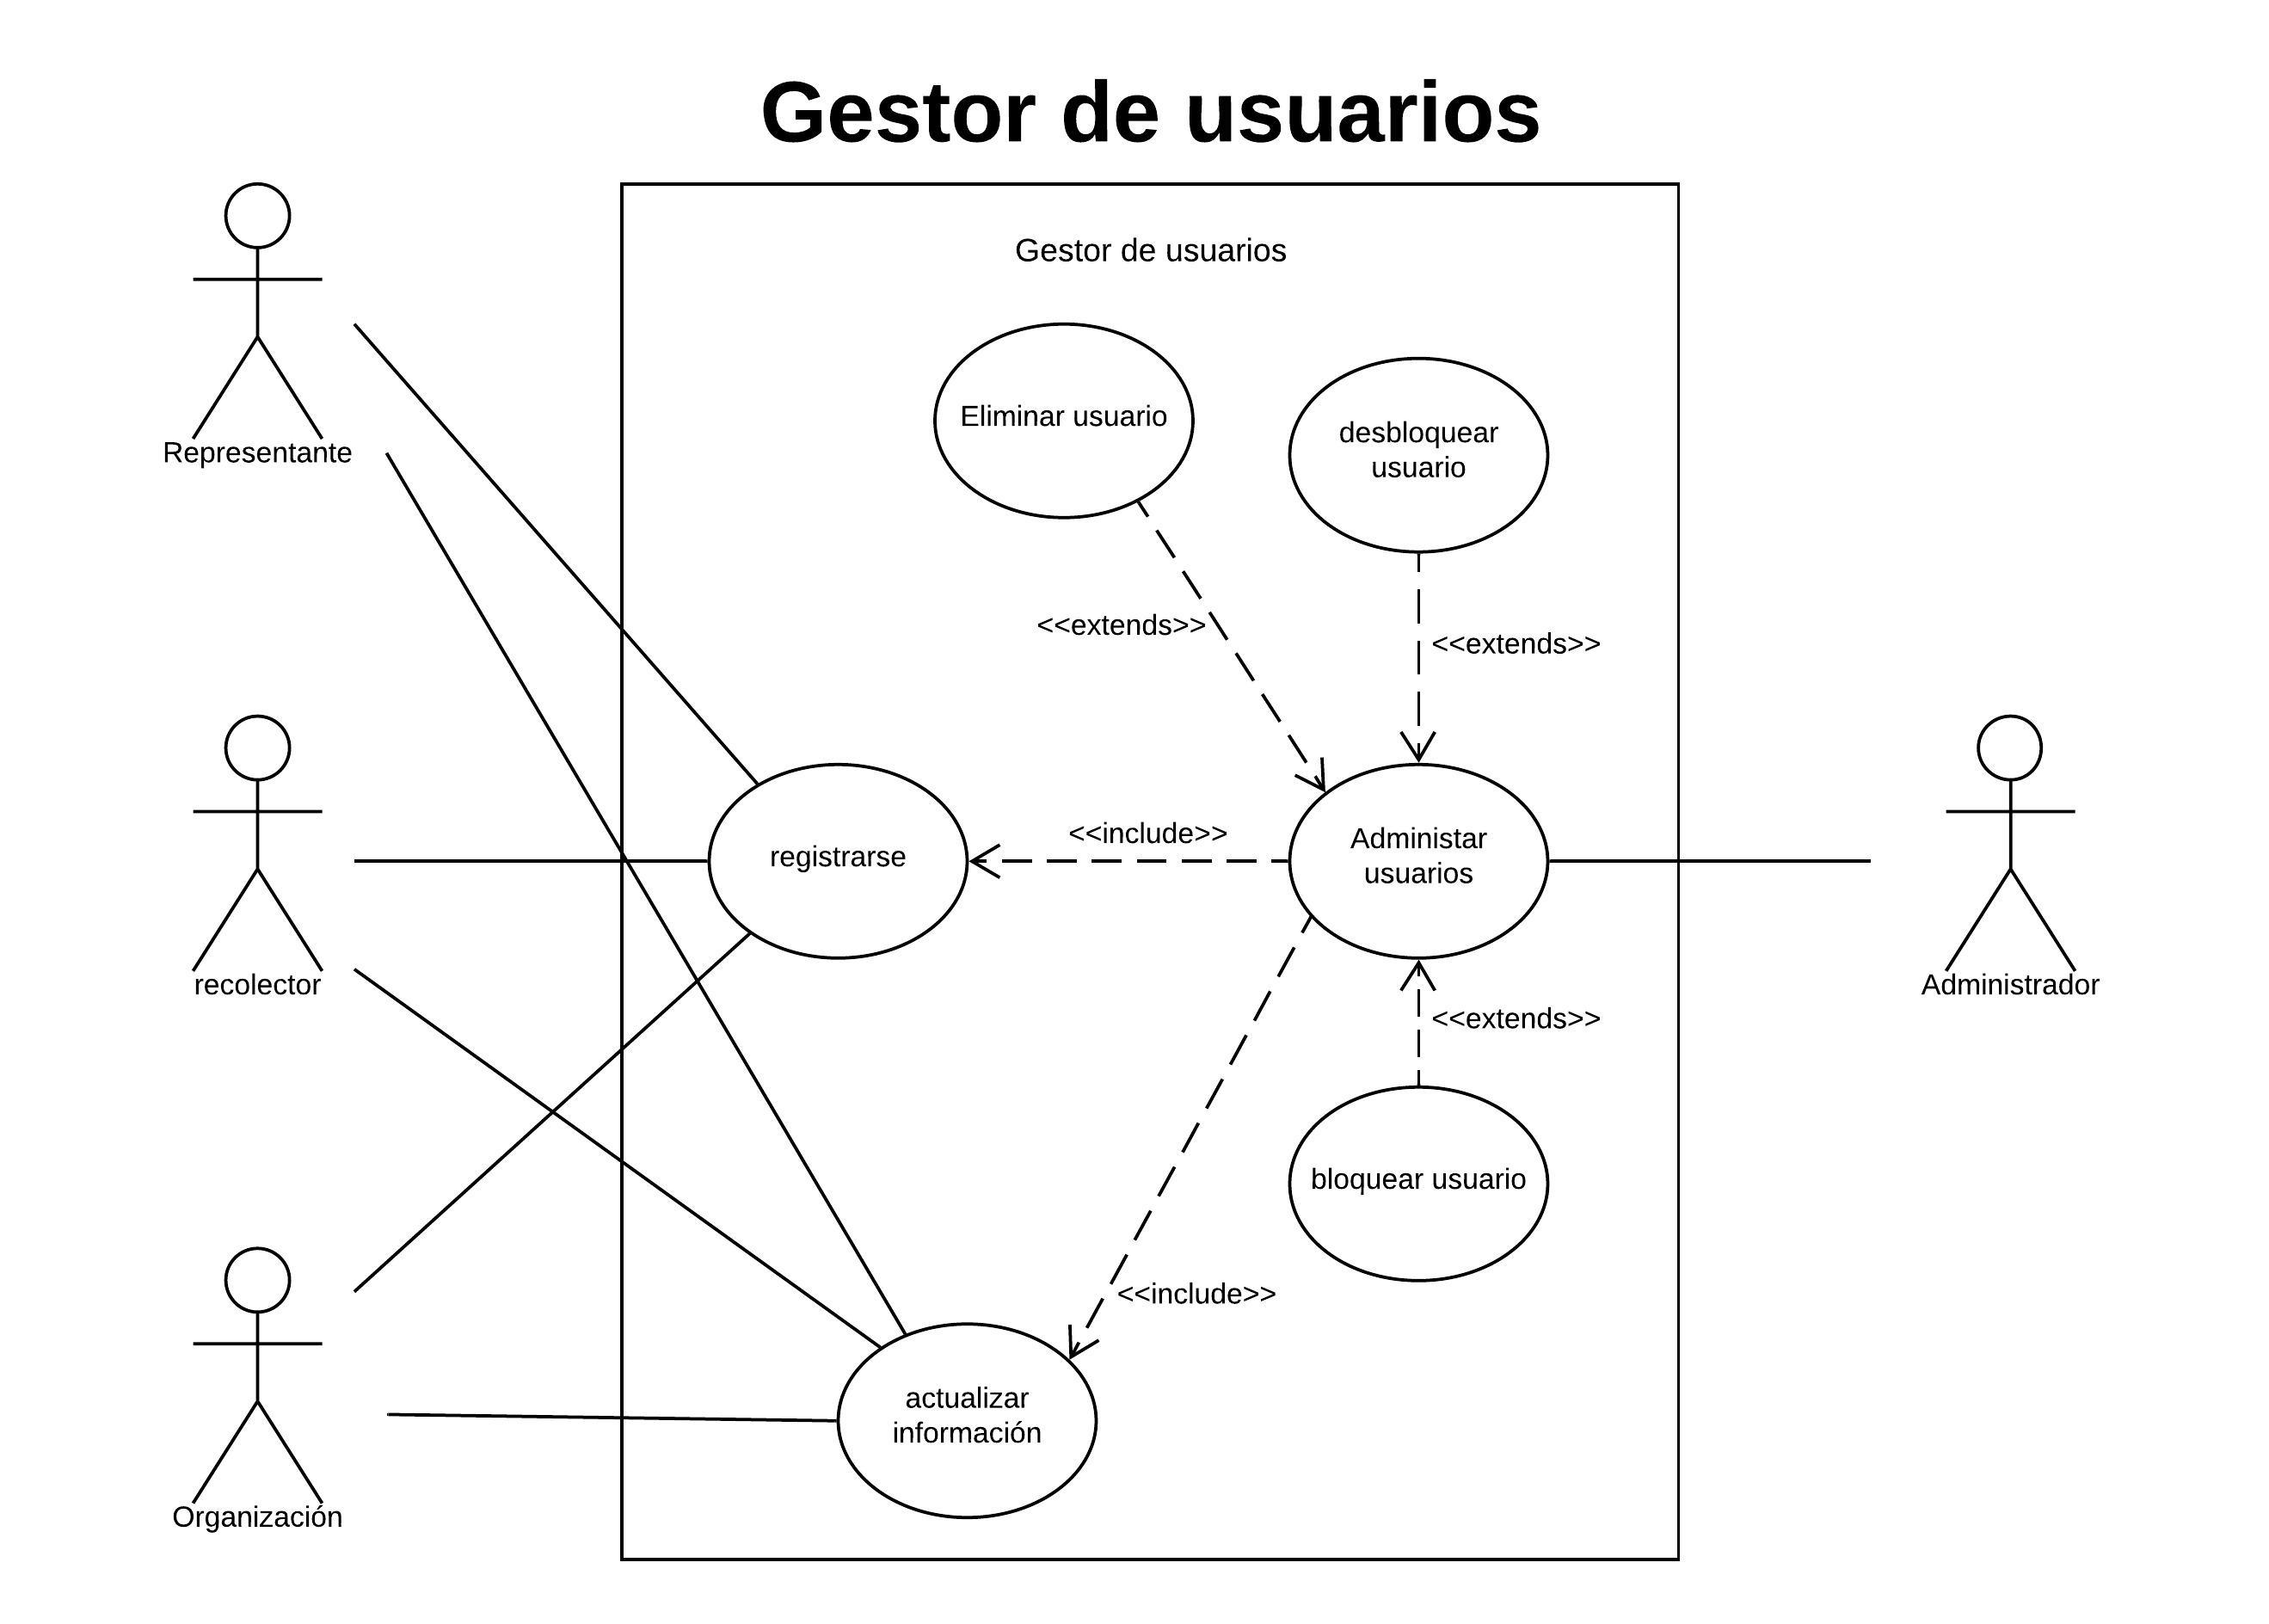 Gestor de usuarios
Gestor de usuarios
Eliminar usuario
desbloquear
usuario
Representante
<<extends>>
<<extends>>
<<include>>
registrarse
Administar
usuarios
recolector
Administrador
<<extends>>
bloquear usuario
<<include>>
actualizar
información
Organización